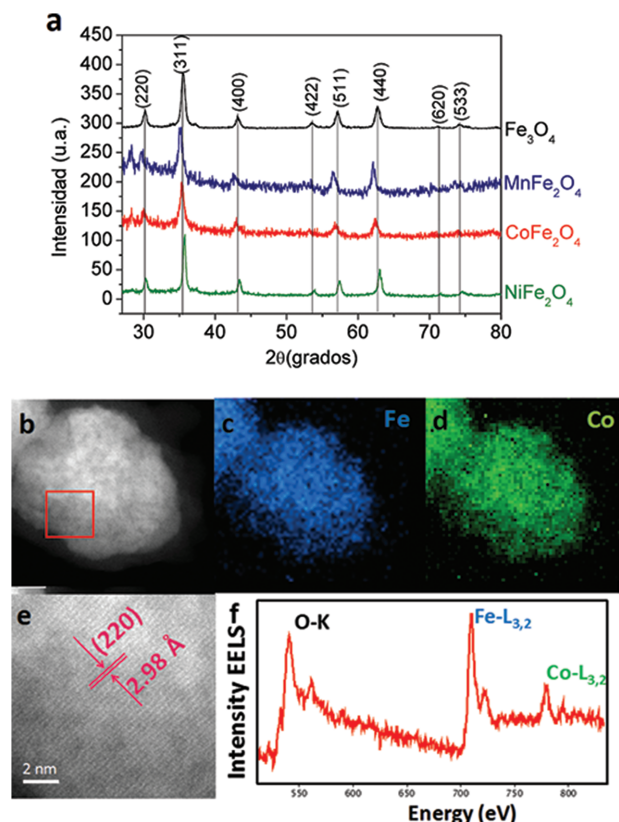 a
(220)
(311)
(400)
(422)
(511)
(440)
(620)
(533)
450
400
350
300
250
200
150
100
50
0
Intensidad (u.a.)
Fe₃O₄
MnFe₂O₄
CoFe₂O₄
NiFe₂O₄
30
40
50
60
70
80
2θ(grados)
b
c
Fe
d
Co
e
(220)
2.98 Å
2 nm
f
Intensity EELS
O-K
Fe-L₃,₂
Co-L₃,₂
550
600
650
700
750
800
Energy (eV)